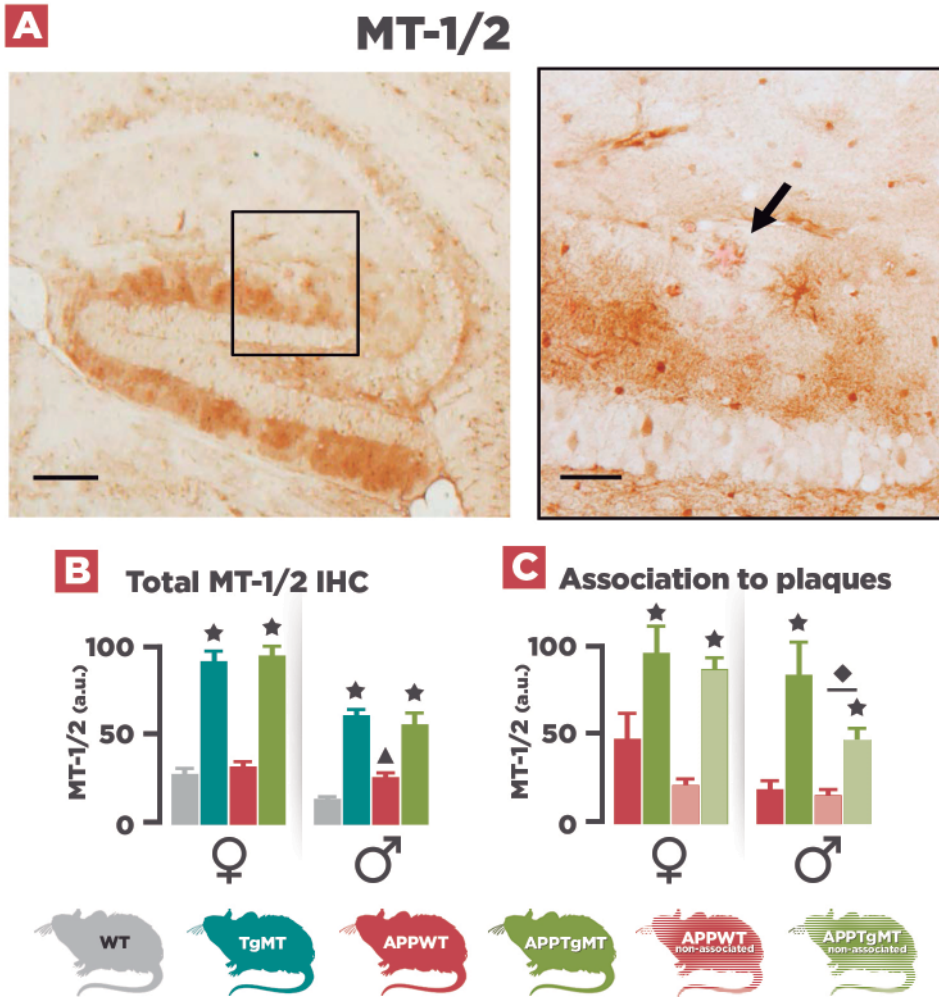 A
MT-1/2
B Total MT-1/2 IHC
MT-1/2 (a.u.)
100
50
0
♀ ♂
C Association to plaques
MT-1/2 (a.u.)
100
50
0
♀ ♂
WT
TgMT
APPWT
APPTgMT
APPWT
non-associated
APPTgMT
non-associated